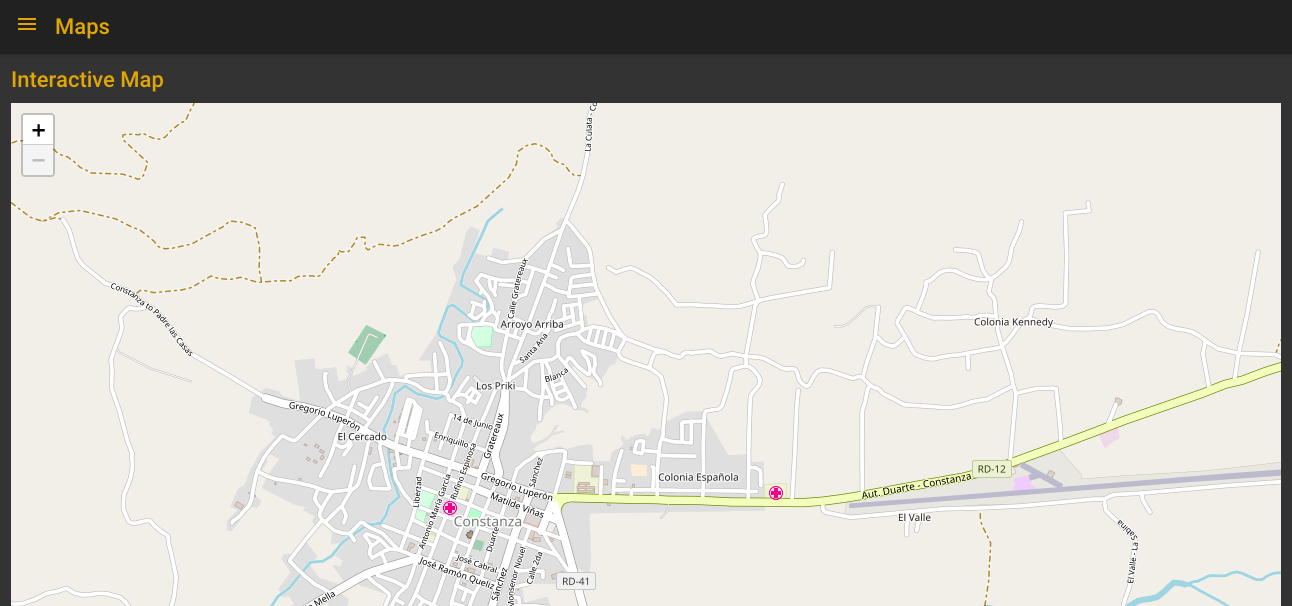 Maps
Interactive Map
+
−
La Culata - Co
Constanza to Padre las Casas
Calle Gratereaux
Arroyo Arriba
Santa Ana
Colonia Kennedy
Los Priki
Blanca
Gregorio Luperón
14 de Junio
Gratereaux
El Cercado
Enriquillo
Rufino Espinosa
Sánchez
Libertad
Antonio María García
Gregorio Luperón
Matilde Viñas
Colonia Española
RD-12
Aut. Duarte - Constanza
El Valle
Constanza
Duarte
José Cabral
José Ramón Queliz
Monsenor Nouel
Calle 2da
Sánchez
RD-41
Mella
El Valle - La
Sabina